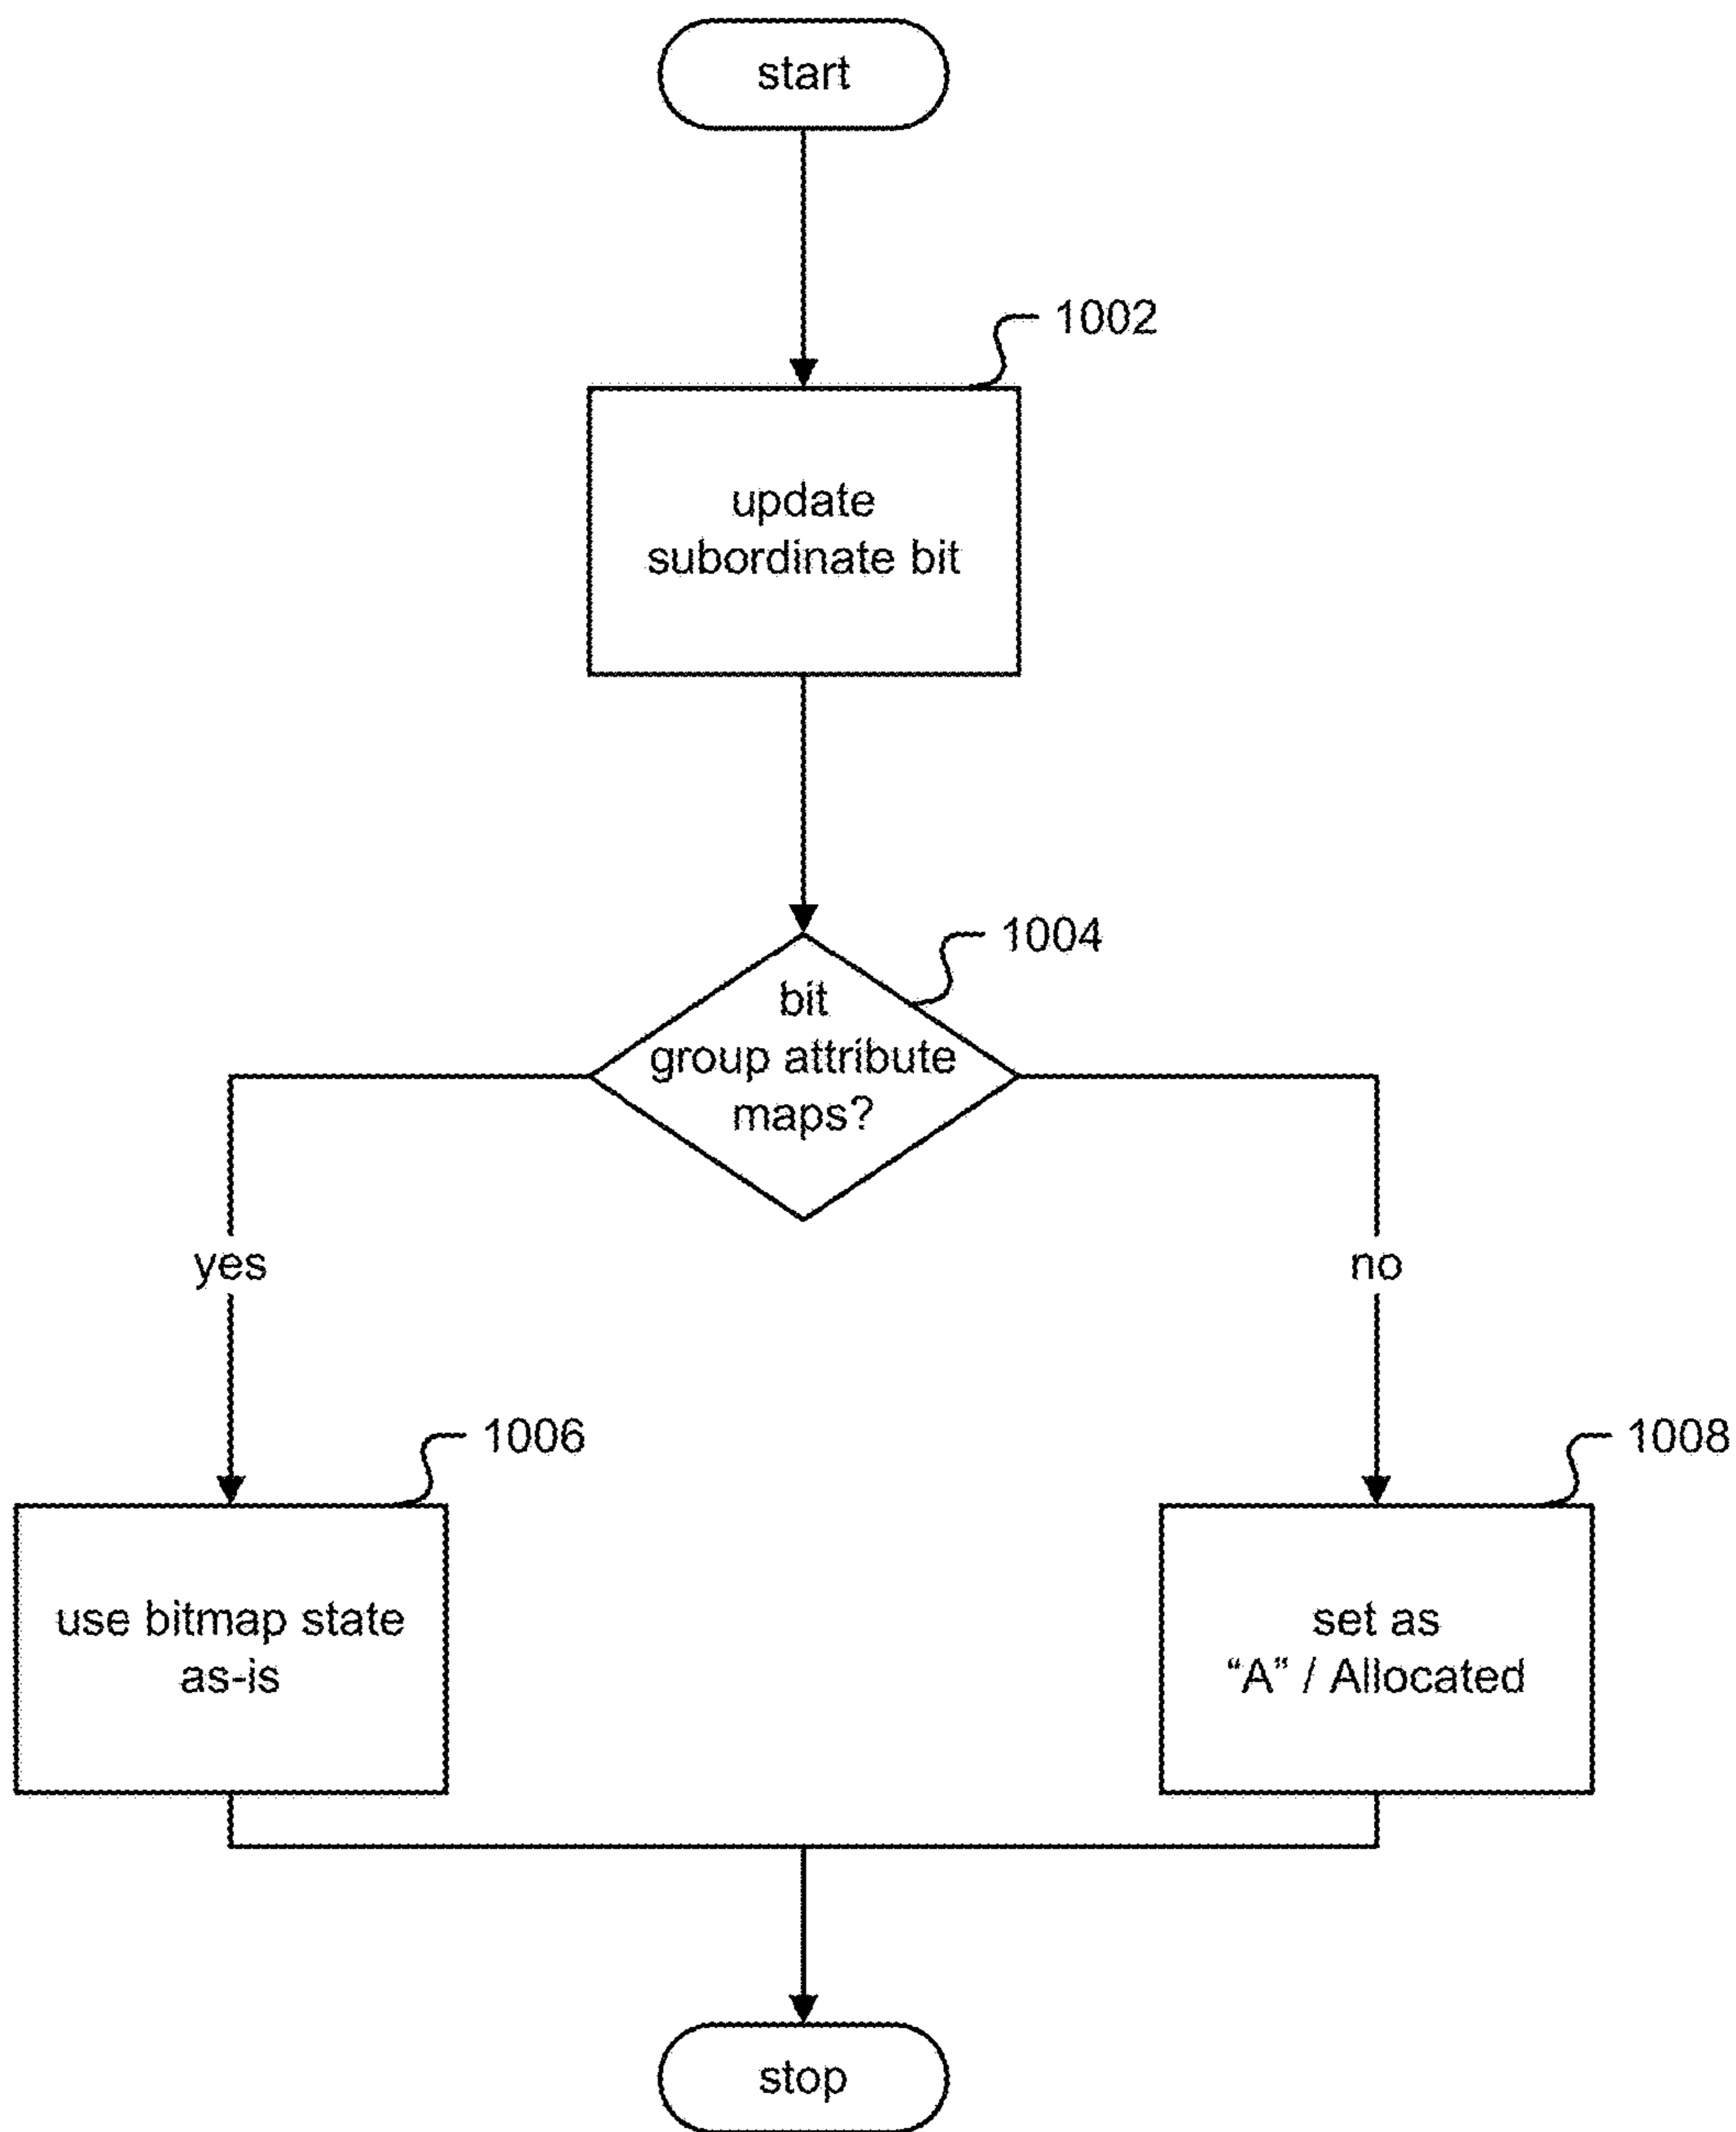 start
1002
update
subordinate bit
1004
bit
group attribute
maps?
yes
no
1006
1008
use bitmap state
as-is
set as
“A” / Allocated
stop